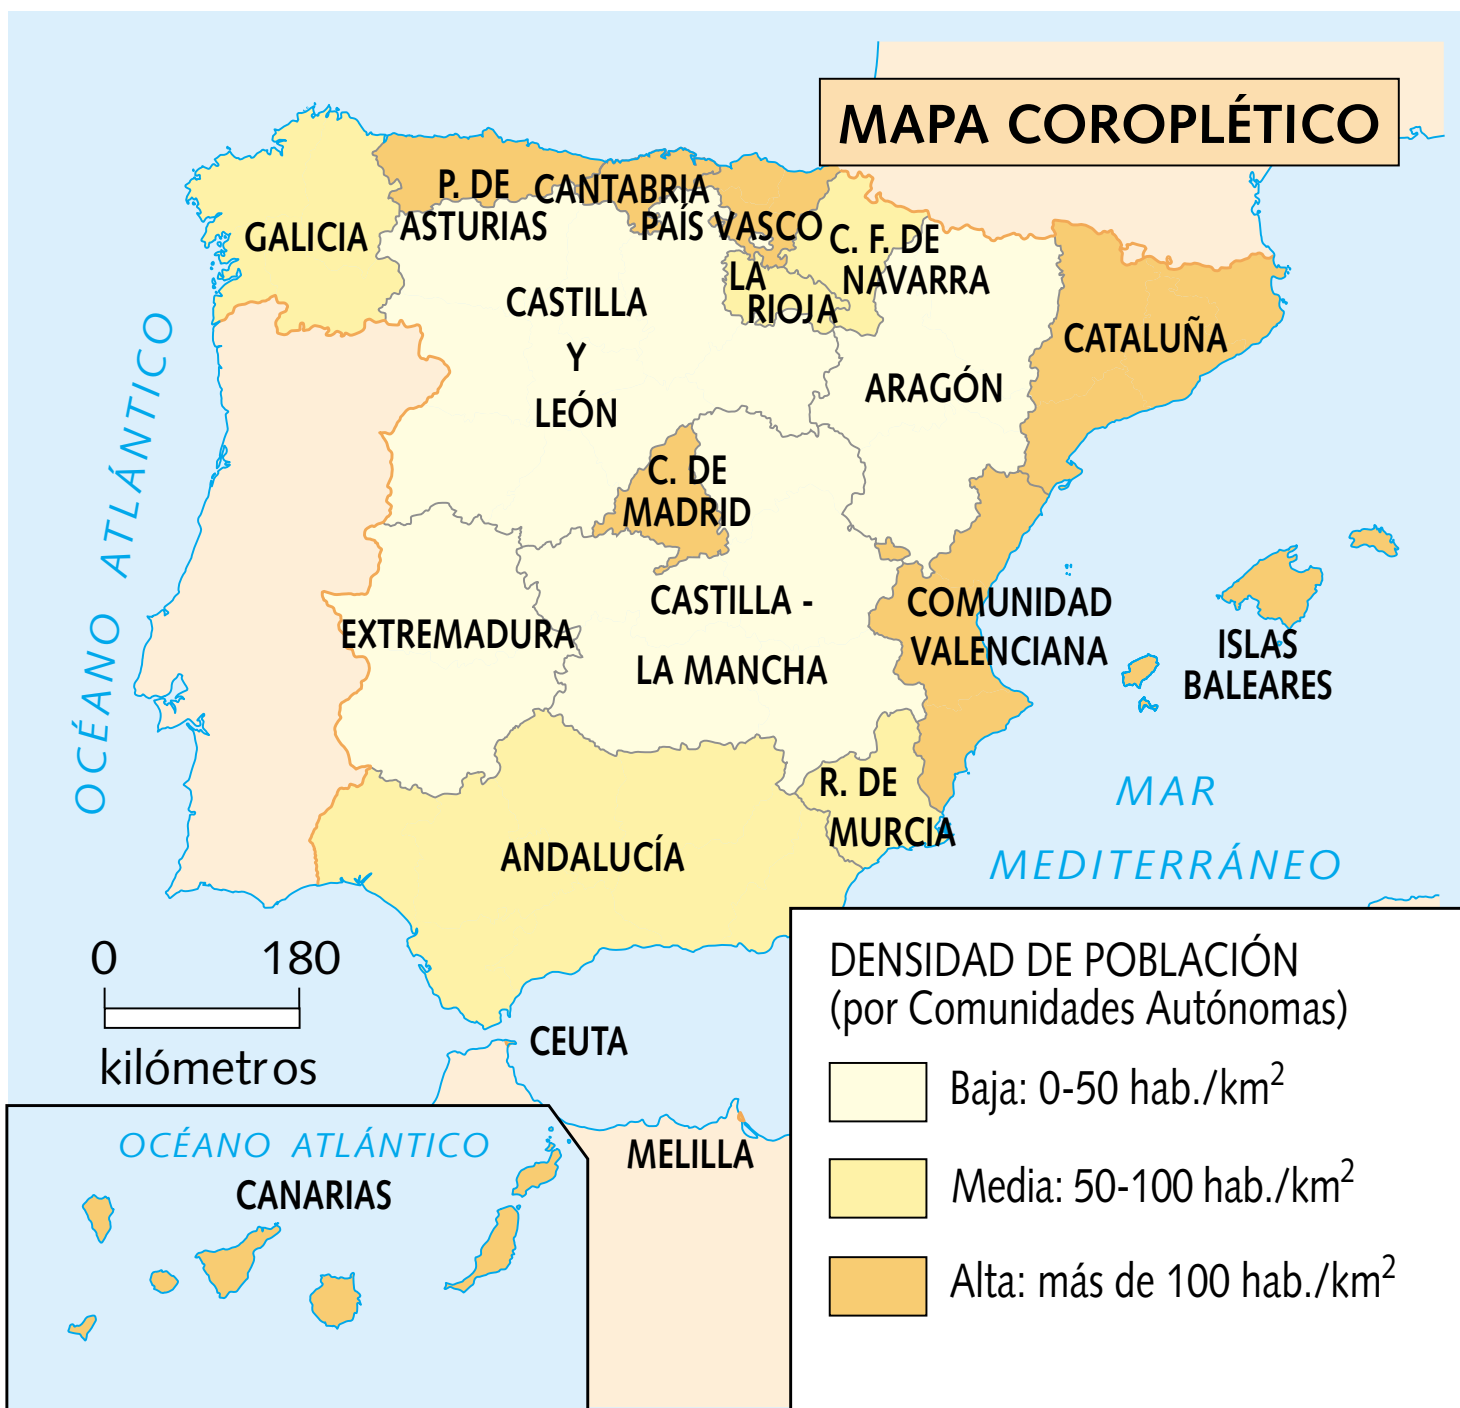 MAPA COROPLÉTICO
P. DE
ASTURIAS
CANTABRIA
PAÍS VASCO
GALICIA
C. F. DE
NAVARRA
LA
RIOJA
CASTILLA
Y
LEÓN
CATALUÑA
ARAGÓN
OCÉANO ATLÁNTICO
C. DE
MADRID
CASTILLA -
LA MANCHA
EXTREMADURA
COMUNIDAD
VALENCIANA
ISLAS
BALEARES
R. DE
MURCIA
MAR
MEDITERRÁNEO
ANDALUCÍA
0 180
kilómetros
CEUTA
MELILLA
OCÉANO ATLÁNTICO
CANARIAS
DENSIDAD DE POBLACIÓN
(por Comunidades Autónomas)
Baja: 0-50 hab./km²
Media: 50-100 hab./km²
Alta: más de 100 hab./km²